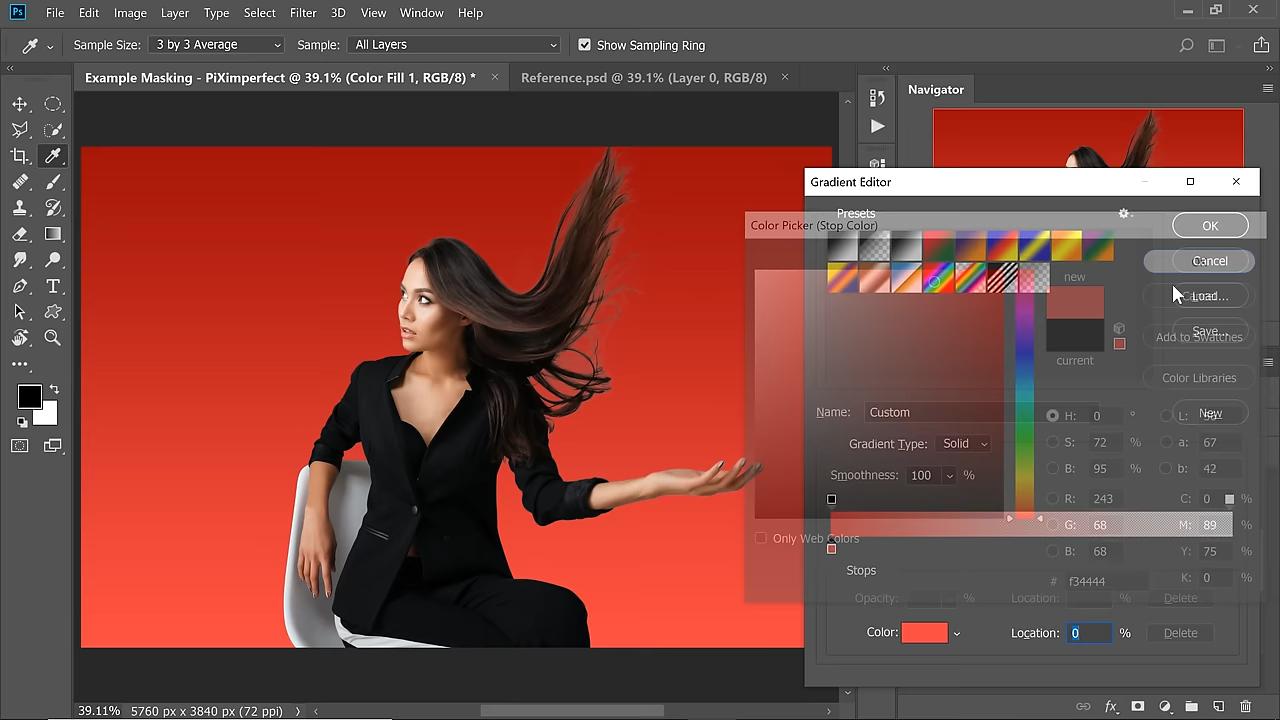 Ps File Edit Image Layer Type Select Filter 3D View Window Help
Sample Size: 3 by 3 Average Sample: All Layers Show Sampling Ring
Example Masking - PiXimperfect @ 39.1% (Color Fill 1, RGB/8) * Reference.psd @ 39.1% (Layer 0, RGB/8)
Navigator
Gradient Editor
Presets
OK
Color Picker (Stop Color)
Cancel
new
Load...
Save...
Add to Swatches
current
Color Libraries
Name: Custom
New
H: 0 ° L:
Gradient Type: Solid
S: 72 % a: 67
Smoothness: 100 %
B: 95 % b: 42
R: 243 C: 0 %
G: 68 M: 89 %
Only Web Colors
B: 68 Y: 75 %
Stops
# f34444 K: 0 %
Opacity: % Location: % Delete
Color: Location: 0 % Delete
39.11% 5760 px x 3840 px (72 ppi)
fx